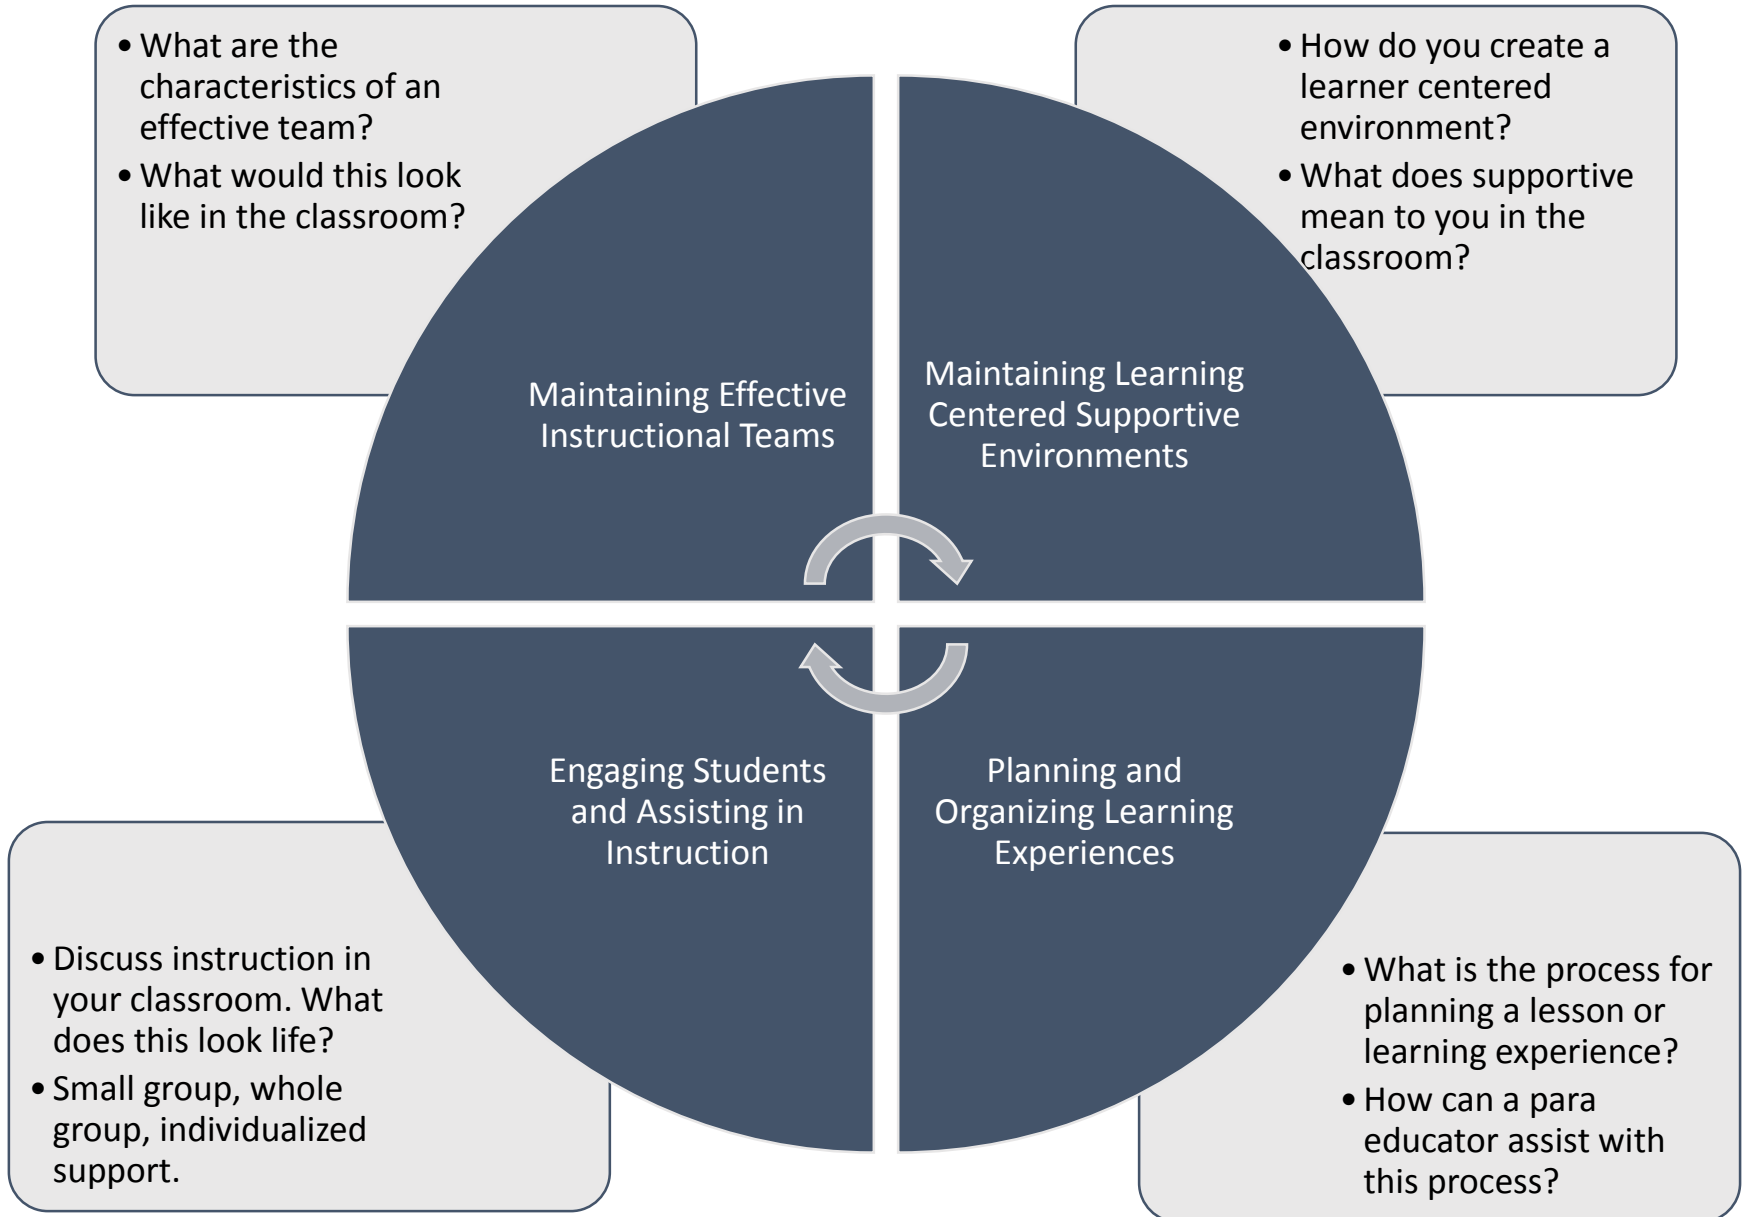 • What are the
characteristics of an
effective team?
• What would this look
like in the classroom?
• How do you create a
learner centered
environment?
• What does supportive
mean to you in the
classroom?
Maintaining Effective
Instructional Teams
Maintaining Learning
Centered Supportive
Environments
Engaging Students
and Assisting in
Instruction
Planning and
Organizing Learning
Experiences
• Discuss instruction in
your classroom. What
does this look life?
• Small group, whole
group, individualized
support.
• What is the process for
planning a lesson or
learning experience?
• How can a para
educator assist with
this process?